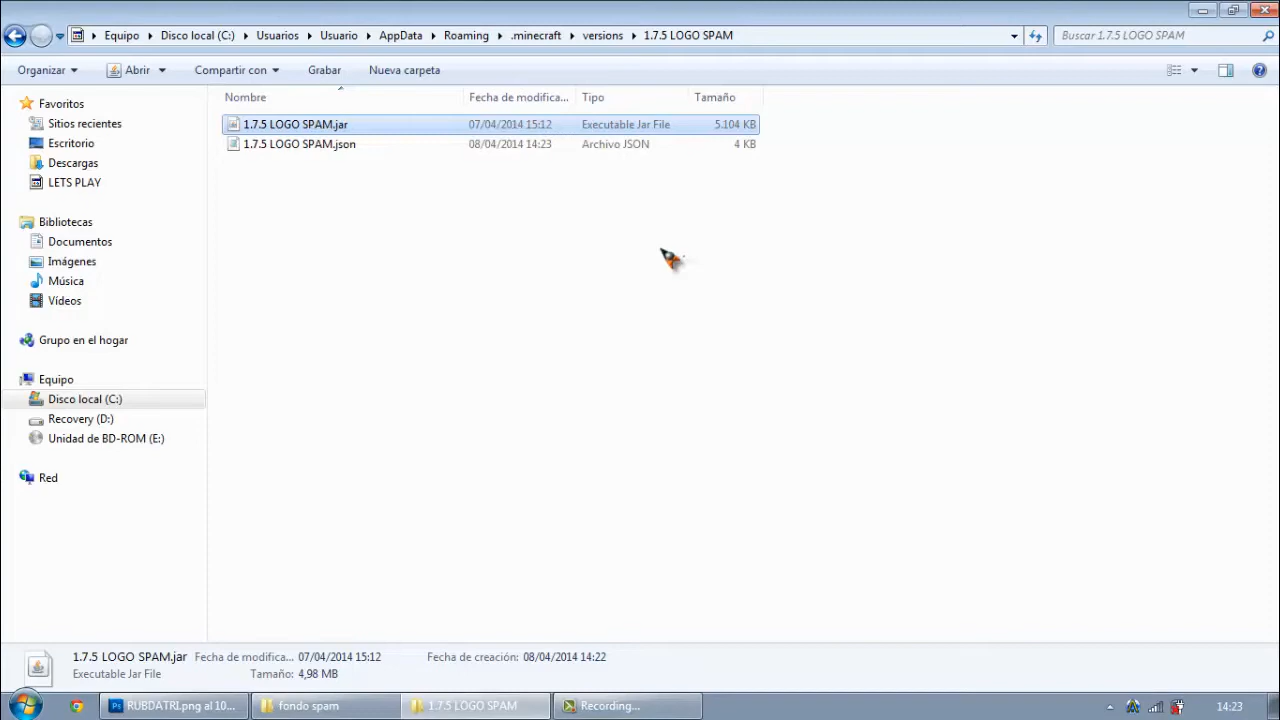 Equipo Disco local (C:) Usuarios Usuario AppData Roaming .minecraft versions 1.7.5 LOGO SPAM Buscar 1.7.5 LOGO SPAM
Organizar Abrir Compartir con Grabar Nueva carpeta
Nombre Fecha de modifica... Tipo Tamaño
1.7.5 LOGO SPAM.jar 07/04/2014 15:12 Executable Jar File 5.104 KB
1.7.5 LOGO SPAM.json 08/04/2014 14:23 Archivo JSON 4 KB
Favoritos
Sitios recientes
Escritorio
Descargas
LETS PLAY
Bibliotecas
Documentos
Imágenes
Música
Vídeos
Grupo en el hogar
Equipo
Disco local (C:)
Recovery (D:)
Unidad de BD-ROM (E:)
Red
1.7.5 LOGO SPAM.jar Fecha de modifica... 07/04/2014 15:12 Fecha de creación: 08/04/2014 14:22
Executable Jar File Tamaño: 4,98 MB
RUBDATRI.png al 10... fondo spam 1.7.5 LOGO SPAM Recording... 14:23